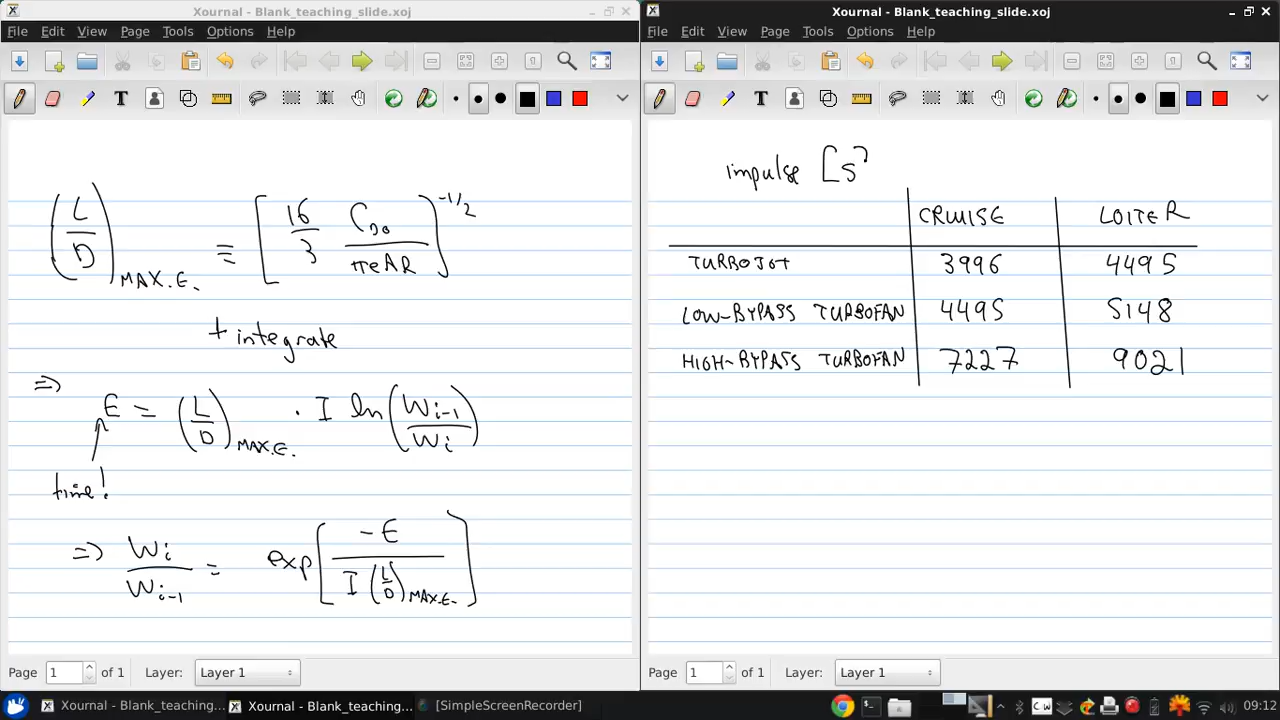 Xournal - Blank_teaching_slide.xoj
File Edit View Page Tools Options Help
(L/D)MAX.E. ≡ [16/3 CD0/πeAR]^-1/2
+ integrate
=> E = (L/D)MAX.E. · I ln(Wi-1/Wi)
time!
=> Wi/Wi-1 = exp[-E/I(L/D)MAX.E.]
Page 1 of 1 Layer: Layer 1
Xournal - Blank_teaching_slide.xoj
File Edit View Page Tools Options Help
impulse [s]
CRUISE LOITER
TURBOJET 3996 4495
LOW-BYPASS TURBOFAN 4495 5148
HIGH-BYPASS TURBOFAN 7227 9021
Page 1 of 1 Layer: Layer 1
Xournal - Blank_teaching... Xournal - Blank_teaching... [SimpleScreenRecorder] Cw 09:12